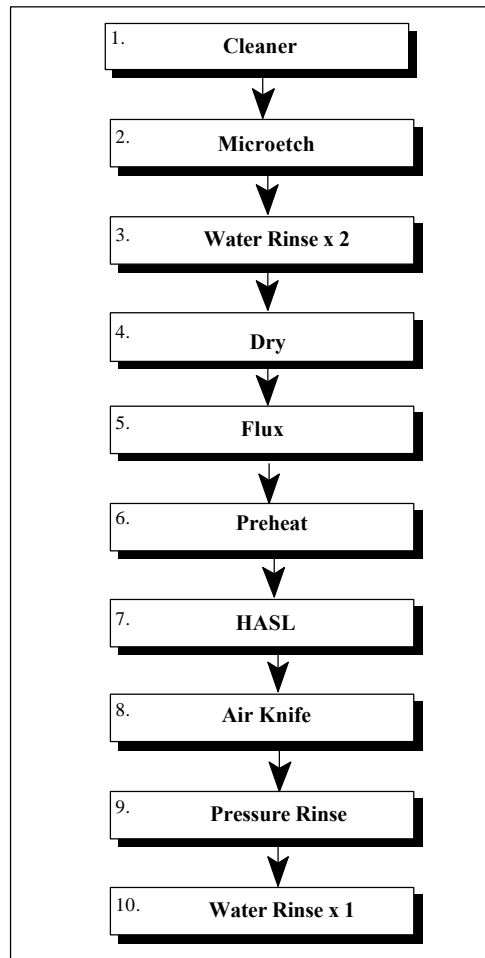 1. Cleaner
2. Microetch
3. Water Rinse x 2
4. Dry
5. Flux
6. Preheat
7. HASL
8. Air Knife
9. Pressure Rinse
10. Water Rinse x 1